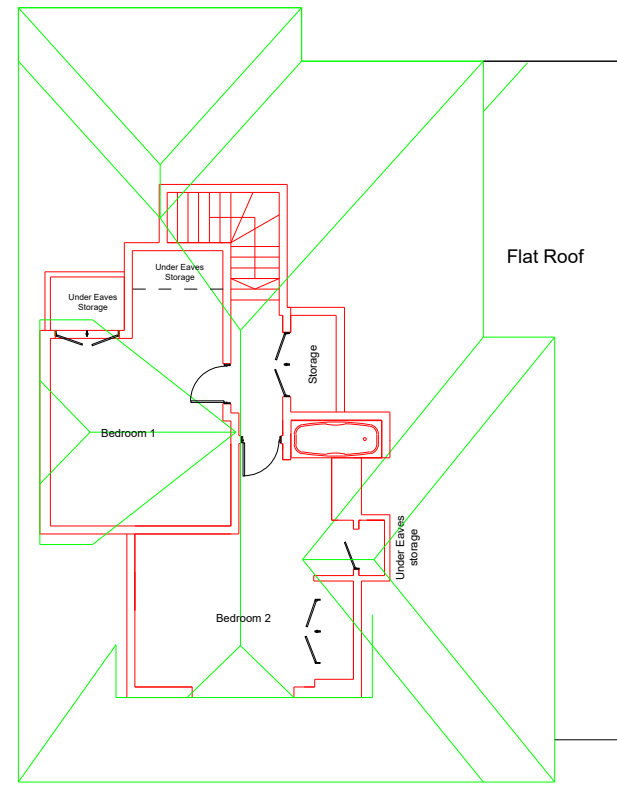 Flat Roof
Under Eaves
Storage
Under Eaves
Storage
Storage
Bedroom 1
Under Eaves
storage
Bedroom 2